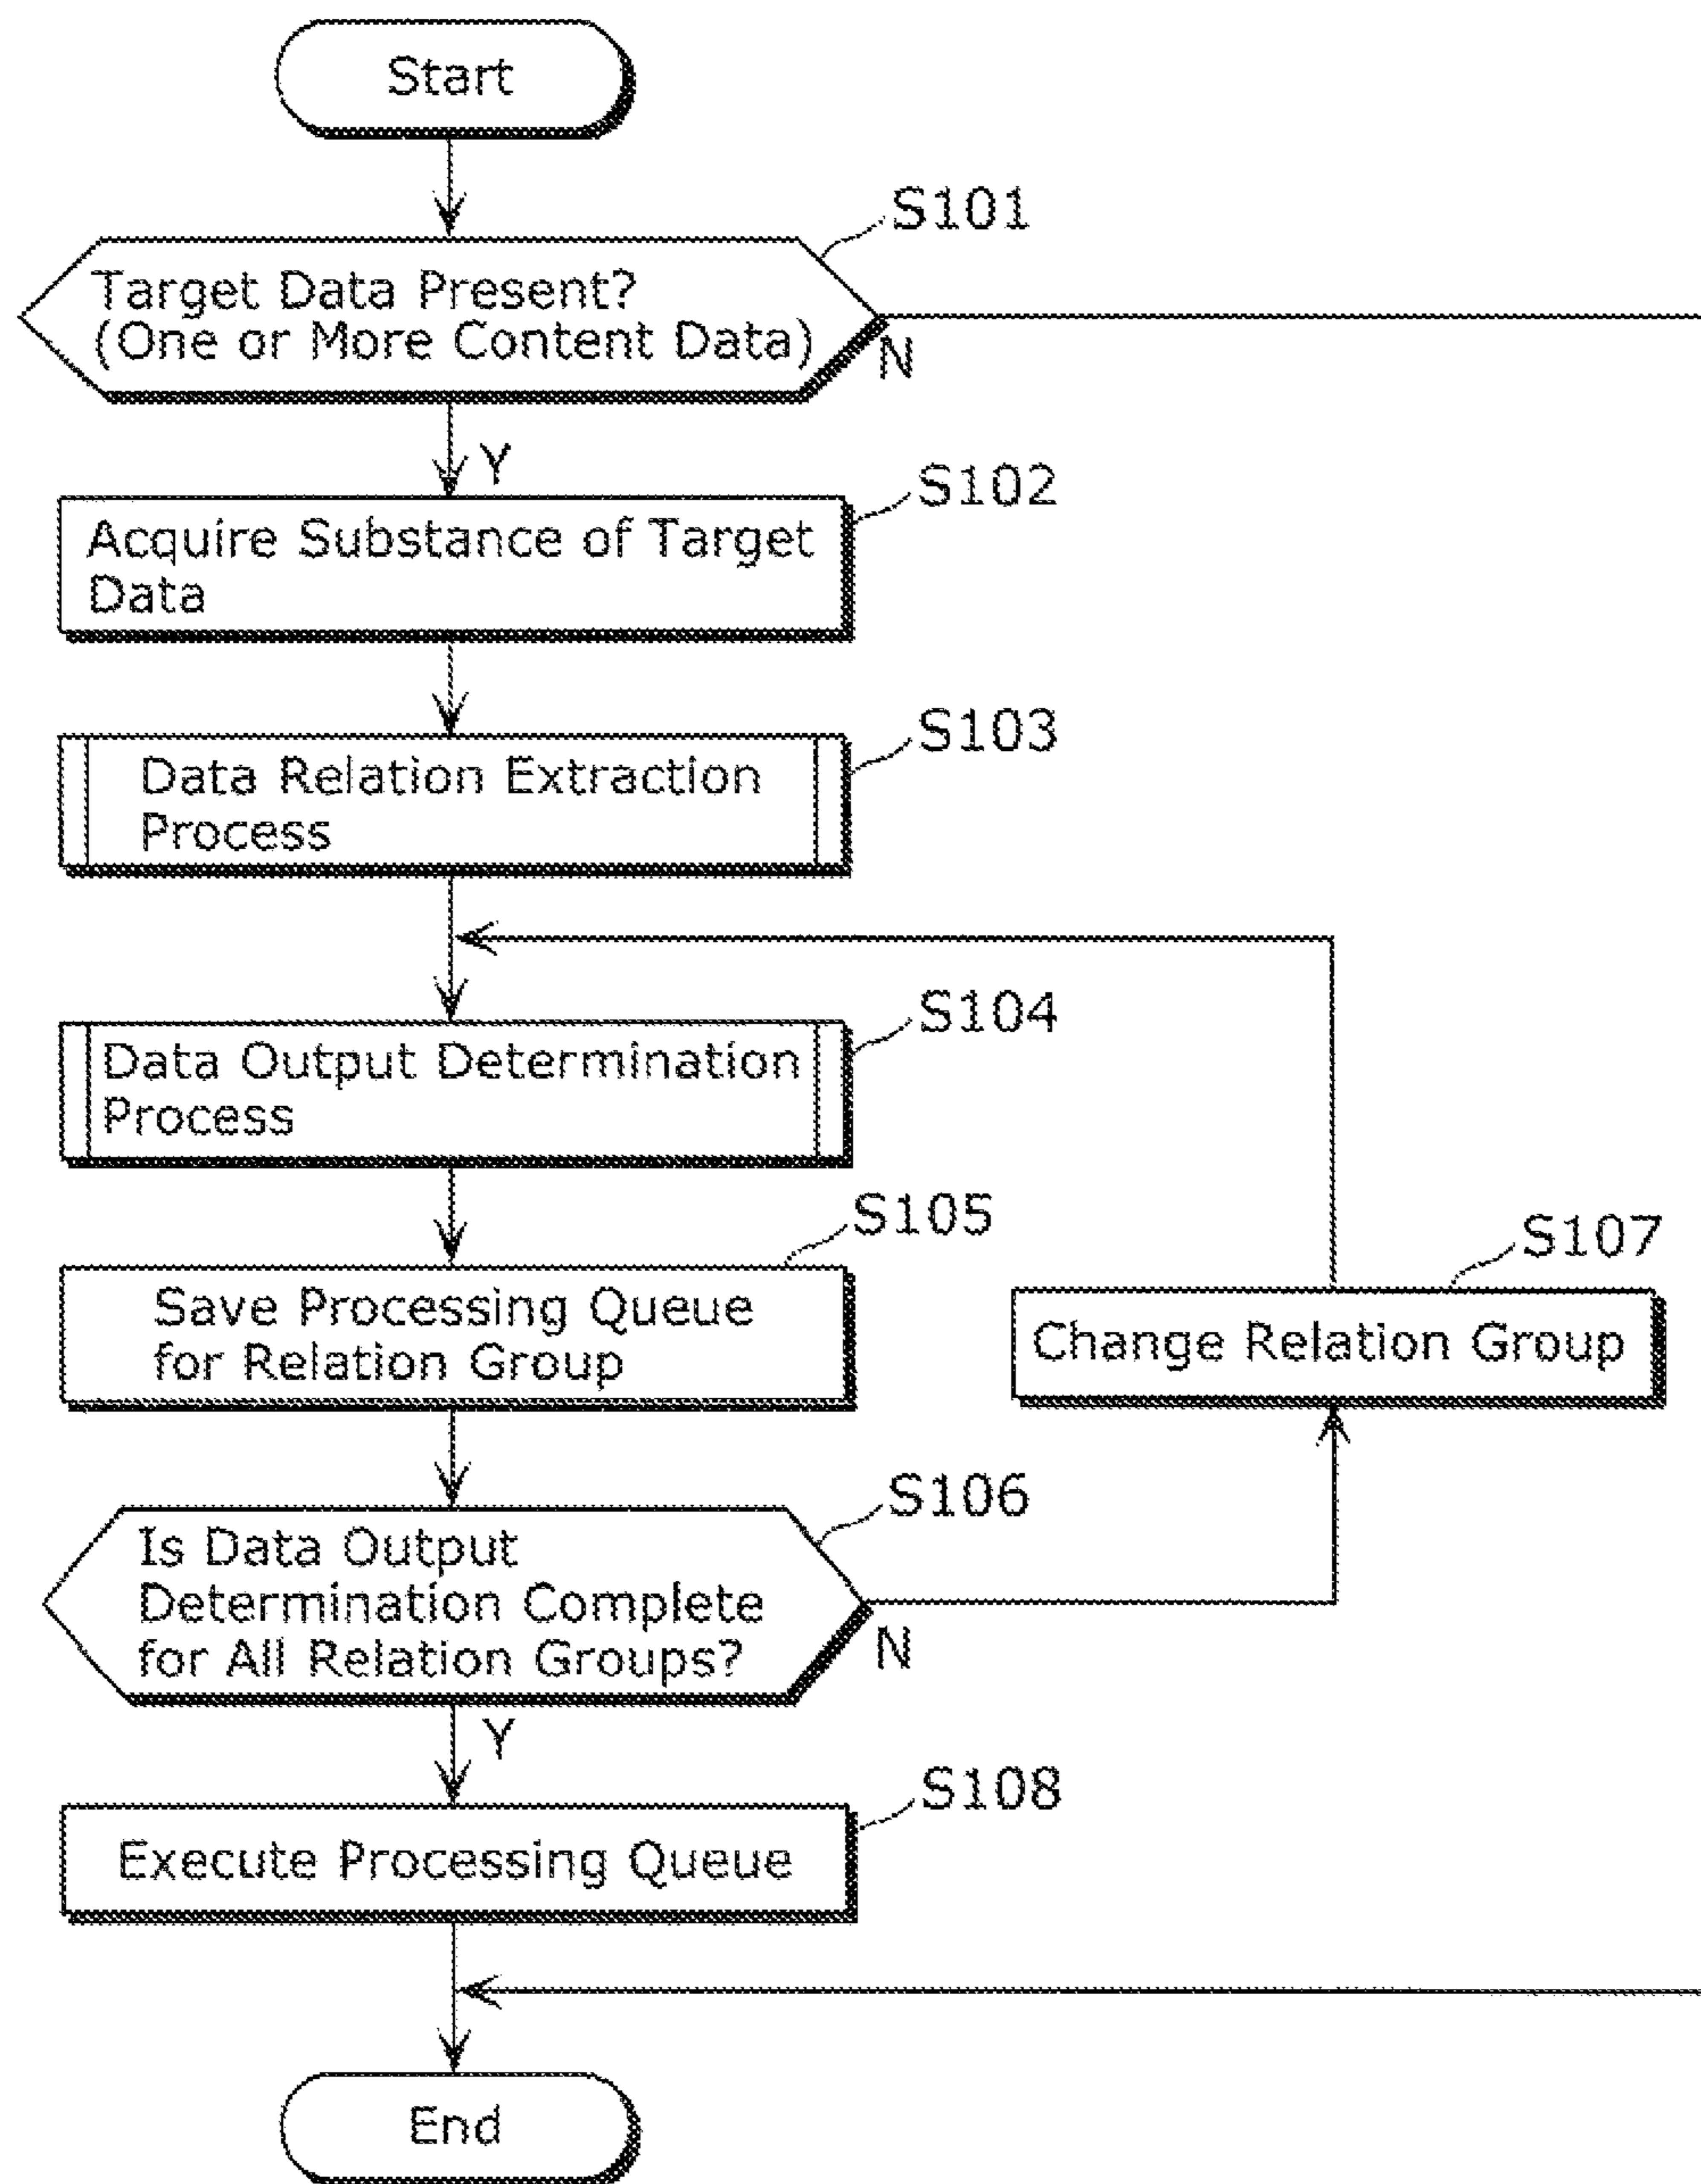 Start
S101
Target Data Present?
(One or More Content Data)
N
Y
S102
Acquire Substance of Target
Data
S103
Data Relation Extraction
Process
S104
Data Output Determination
Process
S105
Save Processing Queue
for Relation Group
S107
Change Relation Group
S106
Is Data Output
Determination Complete
for All Relation Groups?
N
Y
S108
Execute Processing Queue
End